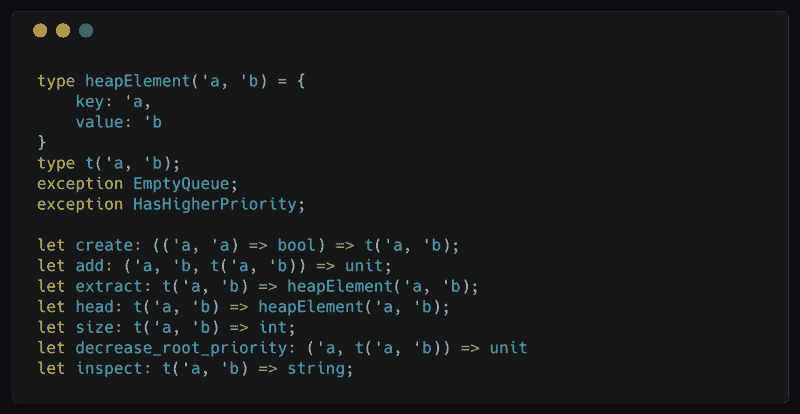 type heapElement('a, 'b) = {
    key: 'a,
    value: 'b
}
type t('a, 'b);
exception EmptyQueue;
exception HasHigherPriority;

let create: (('a, 'a) => bool) => t('a, 'b);
let add: ('a, 'b, t('a, 'b)) => unit;
let extract: t('a, 'b) => heapElement('a, 'b);
let head: t('a, 'b) => heapElement('a, 'b);
let size: t('a, 'b) => int;
let decrease_root_priority: ('a, t('a, 'b)) => unit
let inspect: t('a, 'b) => string;